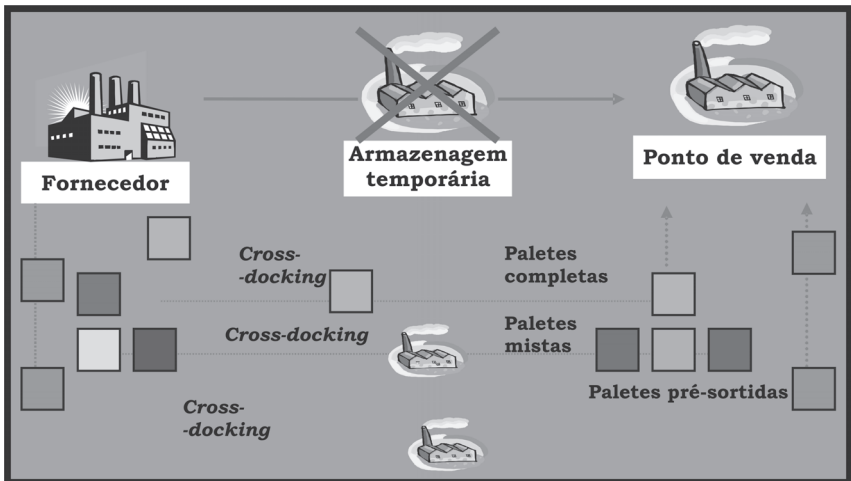 Armazenagem
temporária
Ponto de venda
Fornecedor
Cross-
-docking
Paletes
completas
Cross-docking
Paletes
mistas
Paletes pré-sortidas
Cross-
-docking